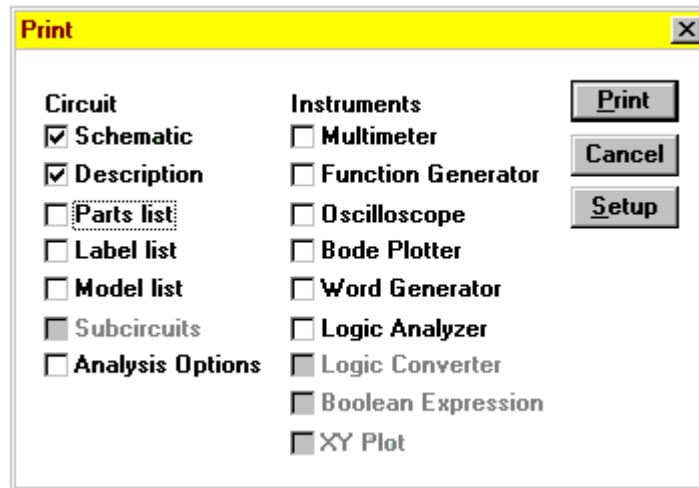 Print
Circuit
Schematic
Description
Parts list
Label list
Model list
Subcircuits
Analysis Options
Instruments
Multimeter
Function Generator
Oscilloscope
Bode Plotter
Word Generator
Logic Analyzer
Logic Converter
Boolean Expression
XY Plot
Print
Cancel
Setup